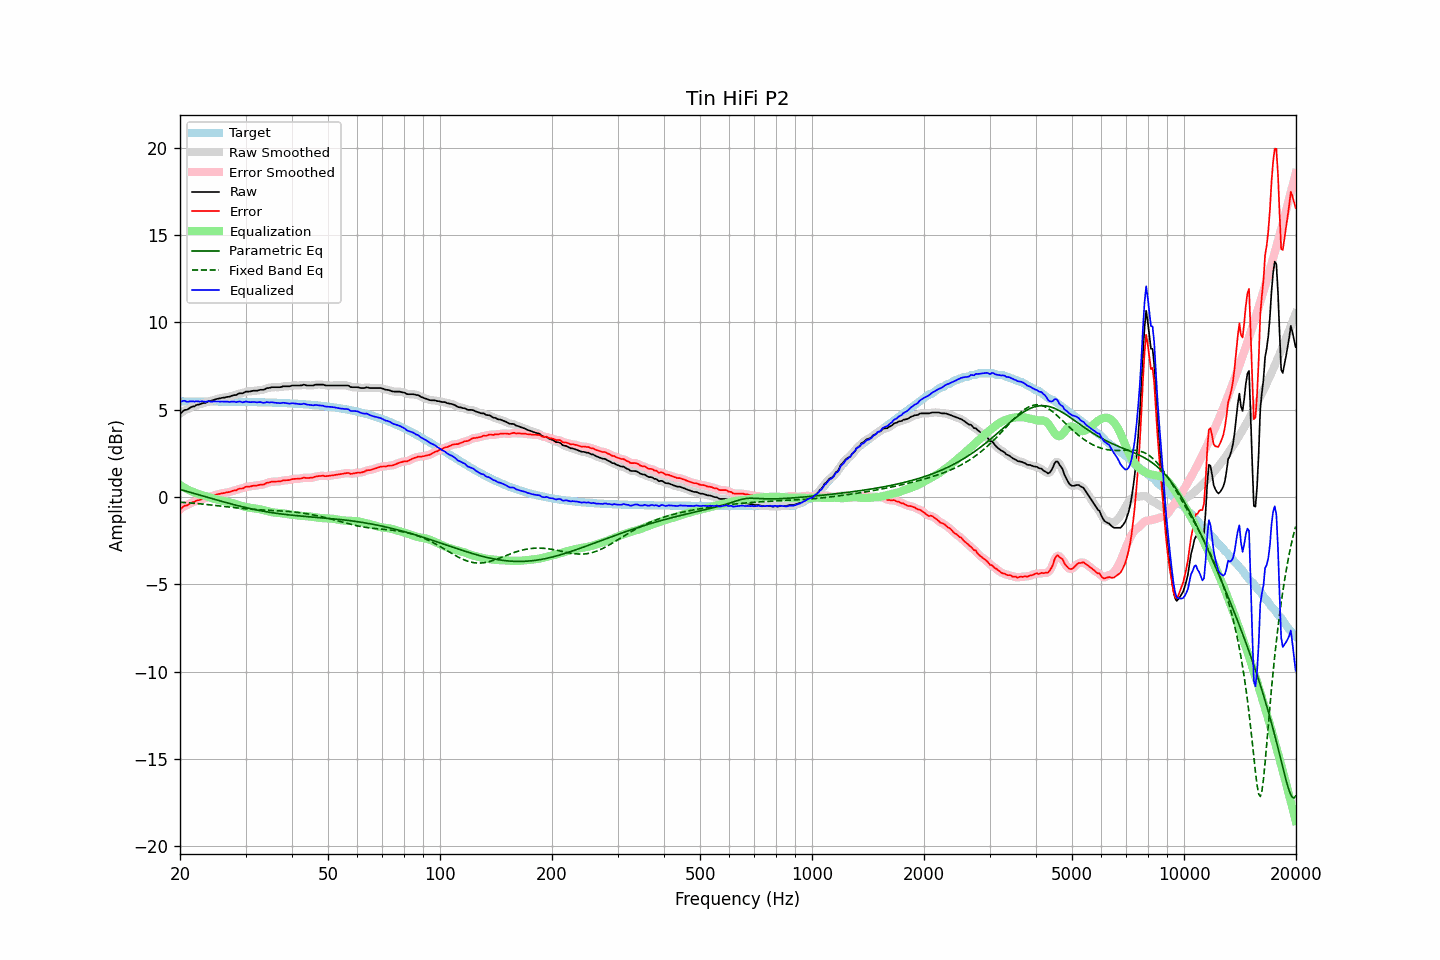 Tin HiFi P2
Target
Raw Smoothed
Error Smoothed
Raw
Error
Equalization
Parametric Eq
Fixed Band Eq
Equalized
Amplitude (dBr)
20
15
10
5
0
−5
−10
−15
−20
20 50 100 200 500 1000 2000 5000 10000 20000
Frequency (Hz)